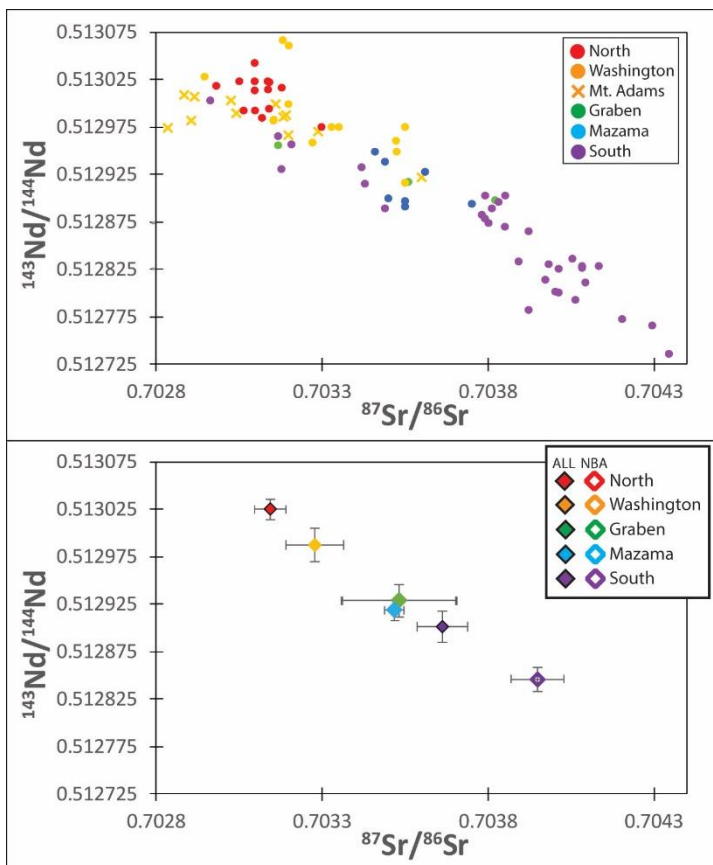 0.513075
0.513025
0.512975
0.512925
0.512875
0.512825
0.512775
0.512725
¹⁴³Nd/¹⁴⁴Nd
North
Washington
Mt. Adams
Graben
Mazama
South
0.7028
0.7033
0.7038
0.7043
⁸⁷Sr/⁸⁶Sr
0.513075
0.513025
0.512975
0.512925
0.512875
0.512825
0.512775
0.512725
¹⁴³Nd/¹⁴⁴Nd
ALL NBA
North
Washington
Graben
Mazama
South
0.7028
0.7033
0.7038
0.7043
⁸⁷Sr/⁸⁶Sr